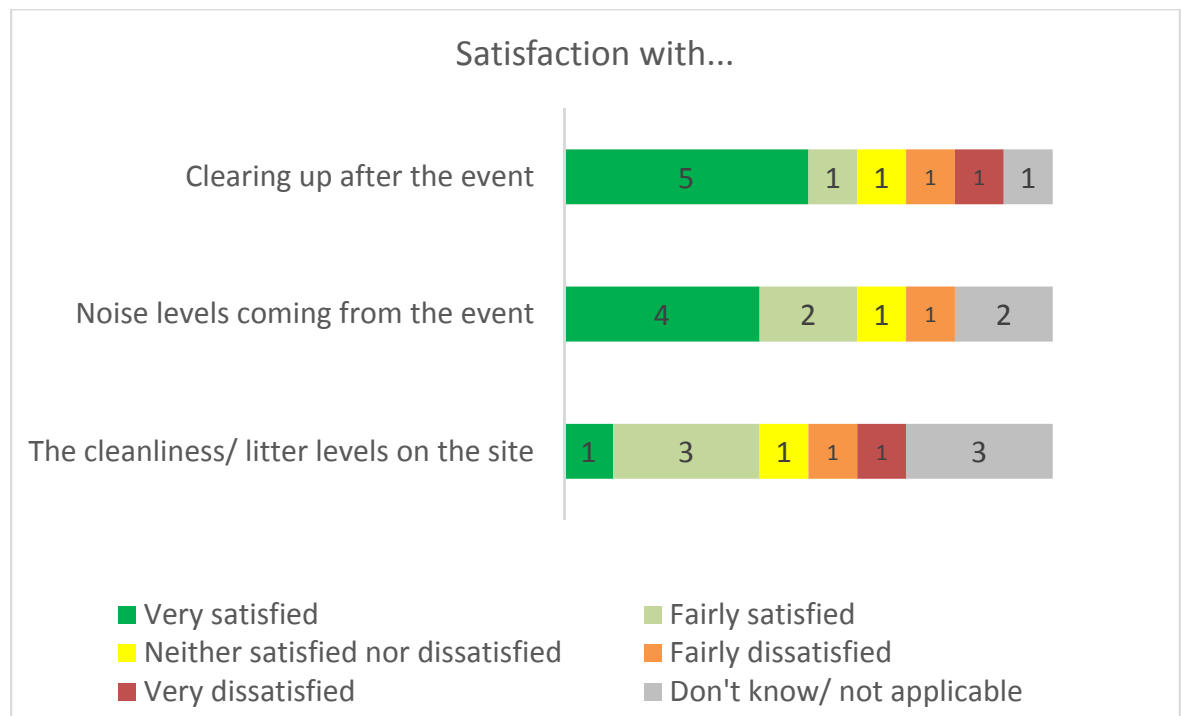 Satisfaction with...
Clearing up after the event
5 1 1 1 1 1
Noise levels coming from the event
4 2 1 1 2
The cleanliness/ litter levels on the site
1 3 1 1 1 3
Very satisfied
Fairly satisfied
Neither satisfied nor dissatisfied
Fairly dissatisfied
Very dissatisfied
Don't know/ not applicable